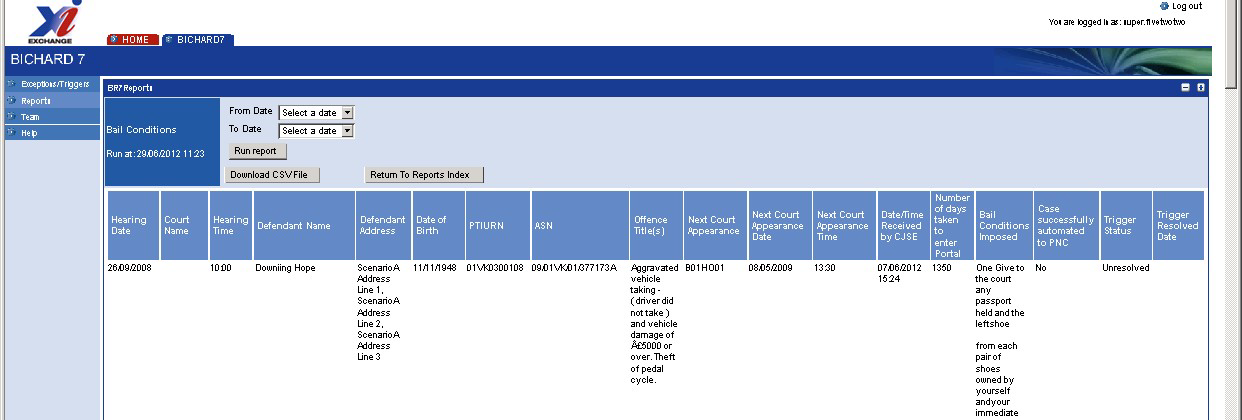 Xi
EXCHANGE
Log out
You are logged in as: nuper.fivetwotwo
HOME
BICHARD7
BICHARD 7
Exceptions/Triggers
Reports
Team
Help
BR7 Reports
Bail Conditions
Run at: 29/06/2012 11:23
From Date
Select a date
To Date
Select a date
Run report
Download CSV File
Return To Reports Index
Hearing
Date
Court
Name
Hearing
Time
Defendant Name
Defendant
Address
Date of
Birth
PTIURN
ASN
Offence
Title(s)
Next Court
Appearance
Next Court
Appearance
Date
Next Court
Appearance
Time
Date/Time
Received
by CJSE
Number
of days
taken
to
enter
Portal
Bail
Conditions
Imposed
Case
successfully
automated
to PNC
Trigger
Status
Trigger
Resolved
Date
26/09/2008
10:00
Downiing Hope
ScenarioA
Address
Line 1,
ScenarioA
Address
Line 2,
ScenarioA
Address
Line 3
11/11/1948
01VK0300108
09/01VK/01/377173A
Aggravated
vehicle
taking -
( driver did
not take )
and vehicle
damage of
Â£5000 or
over. Theft
of pedal
cycle.
B01HO01
08/05/2009
13:30
07/06/2012
15:24
1350
One Give to
the court
any
passport
held and the
leftshoe
from each
pair of
shoes
owned by
yourself
andyour
immediate
No
Unresolved